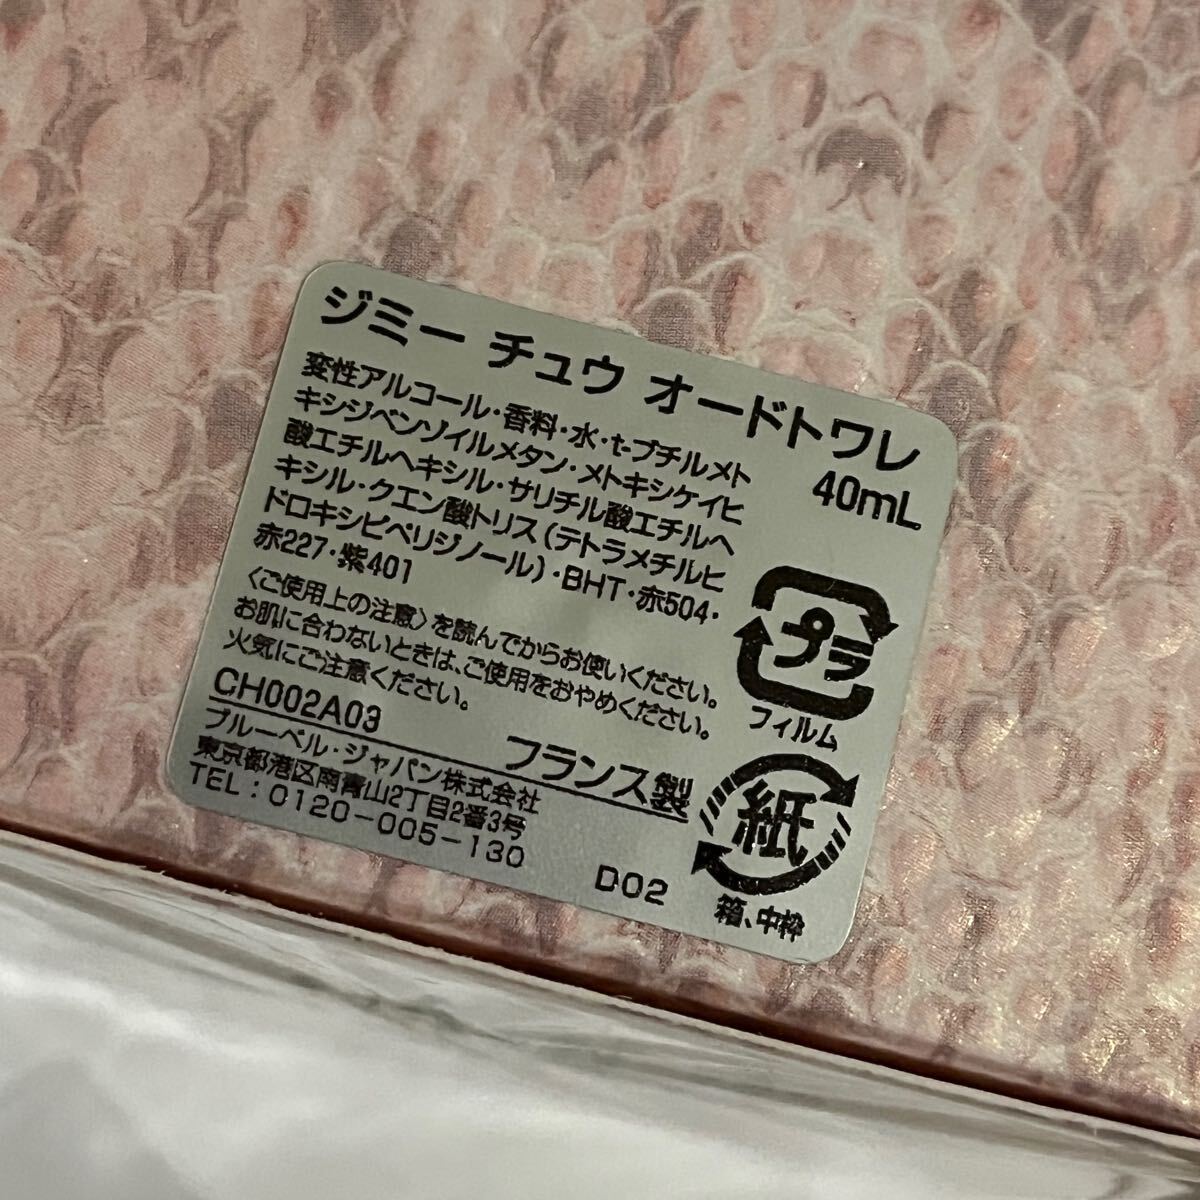 ジミー チュウ オードトワレ
40mL
変性アルコール・香料・水・t-ブチルメト
キシジベンゾイルメタン・メトキシケイヒ
酸エチルヘキシル・サリチル酸エチルヘ
キシル・クエン酸トリス(テトラメチルヒ
ドロキシピペリジノール)・BHT・赤504・
赤227・紫401
〈ご使用上の注意〉を読んでからお使いください。
お肌に合わないときは、ご使用をおやめください。
火気にご注意ください。
CH002A03
フランス製
ブルーベル・ジャパン株式会社
東京都港区南青山2丁目2番3号
TEL:0120-005-130
D02
プラ
フィルム
紙
箱、中枠